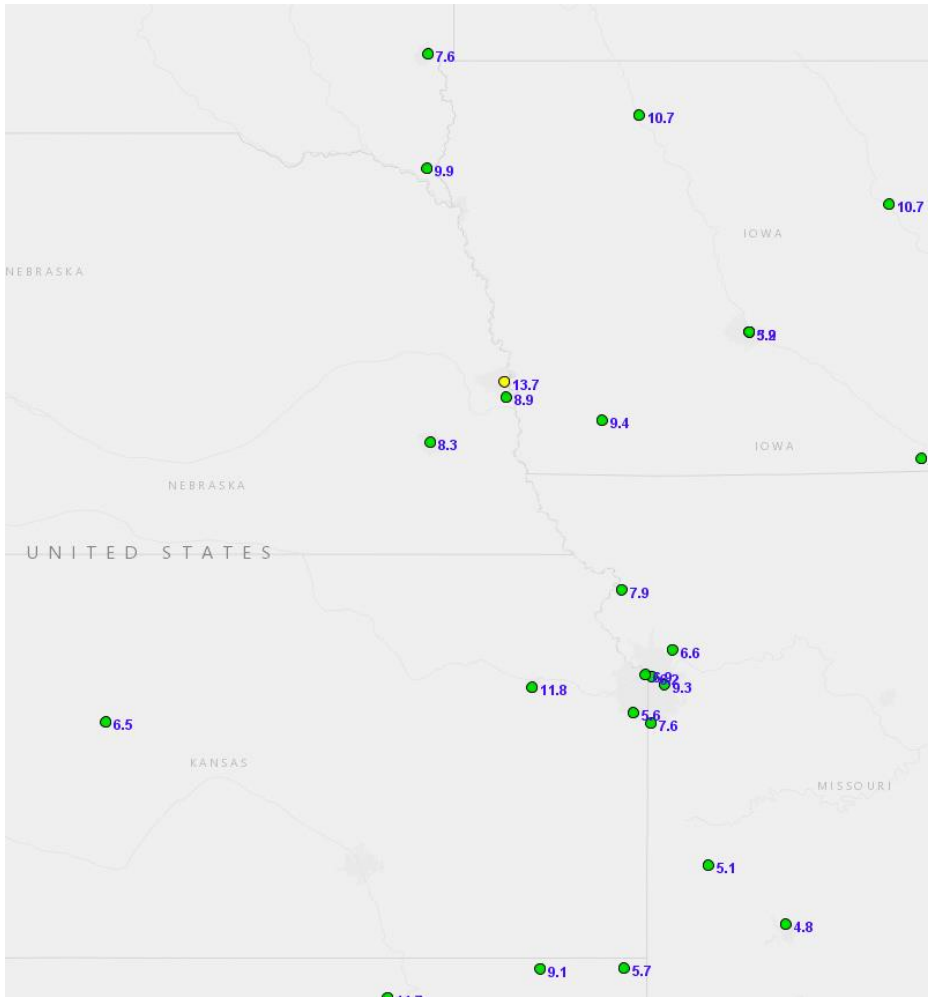 7.6
10.7
9.9
10.7
IOWA
NEBRASKA
13.7
8.9
9.4
8.3
IOWA
NEBRASKA
UNITED STATES
7.9
6.6
9.3
11.8
5.6
6.5
7.6
KANSAS
MISSOURI
5.1
4.8
9.1
5.7